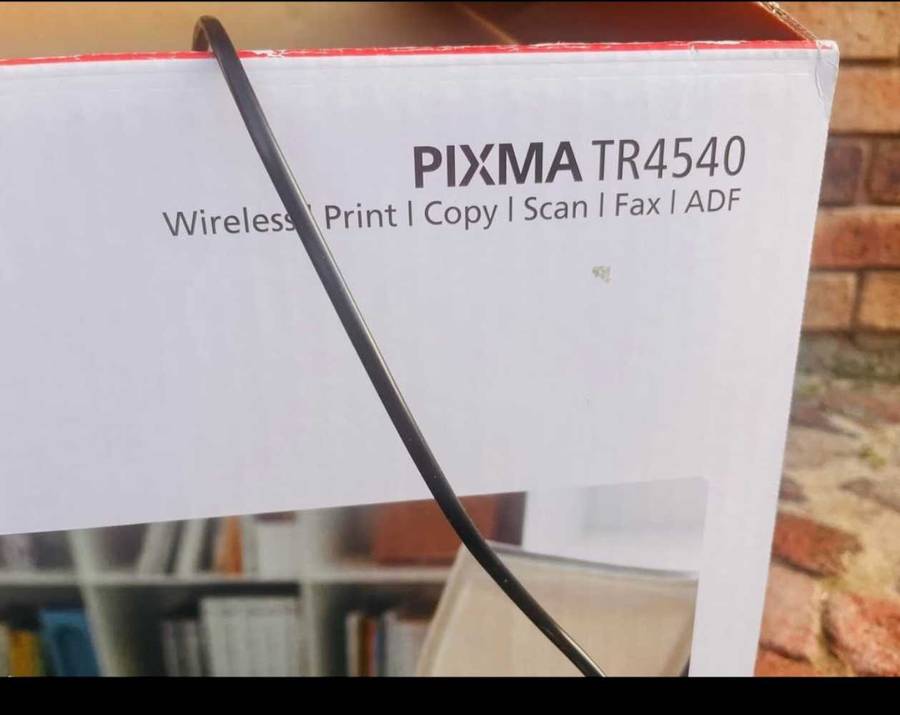 PIXMA TR4540
Wireless | Print | Copy | Scan | Fax | ADF